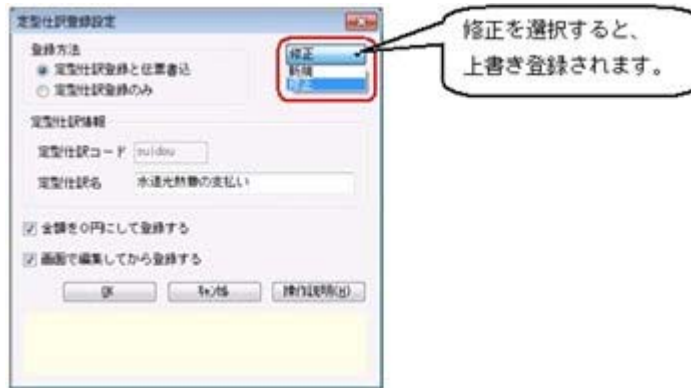 定型仕訳登録設定
登録方法
定型仕訳登録と伝票書込
定型仕訳登録のみ
修正
新規
修正
修正を選択すると、
上書き登録されます。
定型仕訳情報
定型仕訳コード suidou
定型仕訳名 水道光熱費の支払い
金額を0円にして登録する
画面で編集してから登録する
OK ｷｬﾝｾﾙ 操作説明(H)